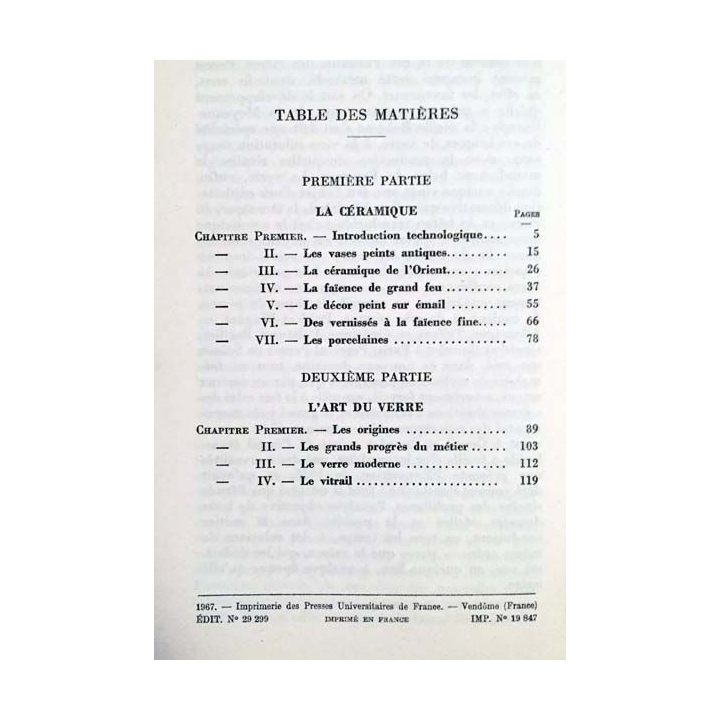 TABLE DES MATIÈRES
PREMIÈRE PARTIE
LA CÉRAMIQUE
PAGES
CHAPITRE PREMIER. — Introduction technologique.... 5
— II. — Les vases peints antiques.......... 15
— III. — La céramique de l'Orient.......... 26
— IV. — La faïence de grand feu .......... 37
— V. — Le décor peint sur émail ......... 55
— VI. — Des vernissés à la faïence fine..... 66
— VII. — Les porcelaines .................. 78
DEUXIÈME PARTIE
L'ART DU VERRE
CHAPITRE PREMIER. — Les origines ................ 89
— II. — Les grands progrès du métier...... 103
— III. — Le verre moderne ................ 112
— IV. — Le vitrail....................... 119
1967. — Imprimerie des Presses Universitaires de France. — Vendôme (France)
ÉDIT. N° 29 299 IMPRIMÉ EN FRANCE IMP. N° 19 847